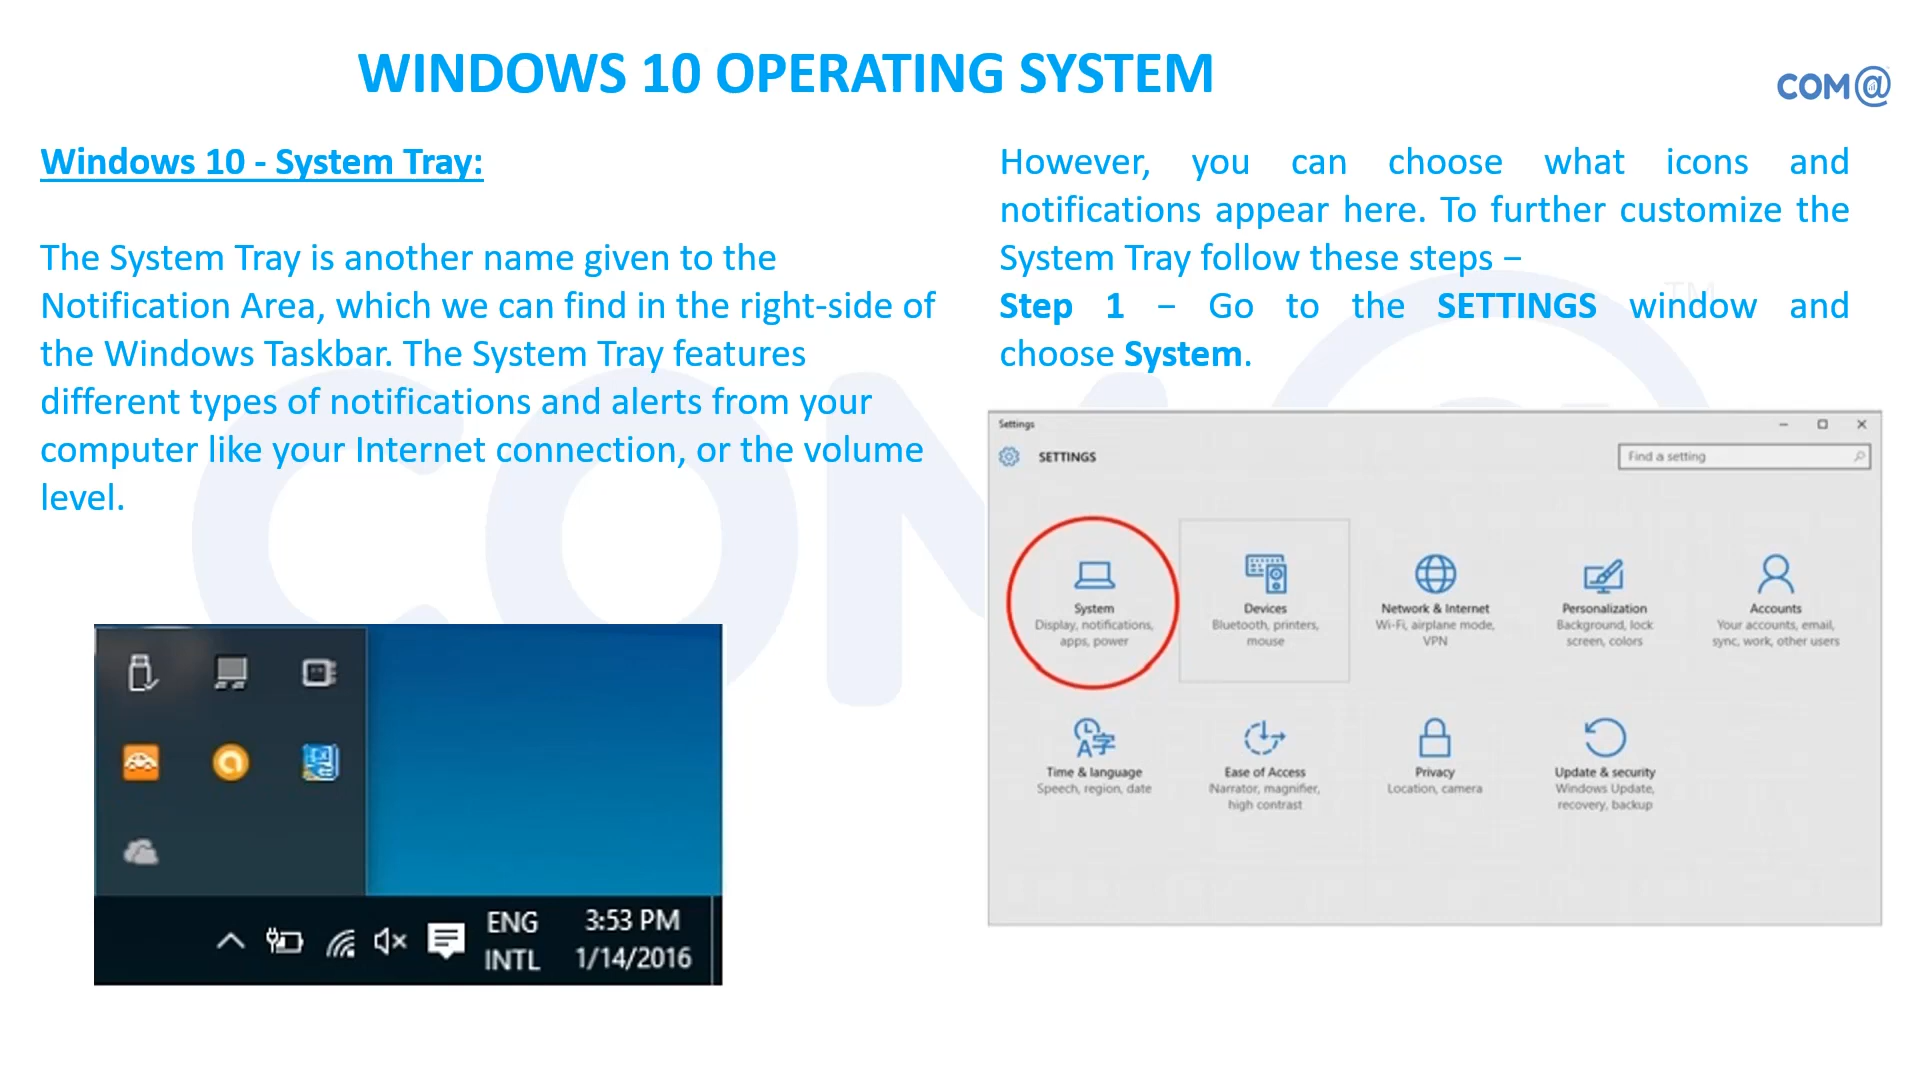 WINDOWS 10 OPERATING SYSTEM
COM@
Windows 10 - System Tray:
The System Tray is another name given to the
Notification Area, which we can find in the right-side of
the Windows Taskbar. The System Tray features
different types of notifications and alerts from your
computer like your Internet connection, or the volume
level.
ENG
INTL
3:53 PM
1/14/2016
However, you can choose what icons and
notifications appear here. To further customize the
System Tray follow these steps −
Step 1 − Go to the SETTINGS window and
choose System.
TM
Settings
SETTINGS
Find a setting
System
Display, notifications,
apps, power
Devices
Bluetooth, printers,
mouse
Network & Internet
Wi-Fi, airplane mode,
VPN
Personalization
Background, lock
screen, colors
Accounts
Your accounts, email,
sync, work, other users
Time & language
Speech, region, date
Ease of Access
Narrator, magnifier,
high contrast
Privacy
Location, camera
Update & security
Windows Update,
recovery, backup